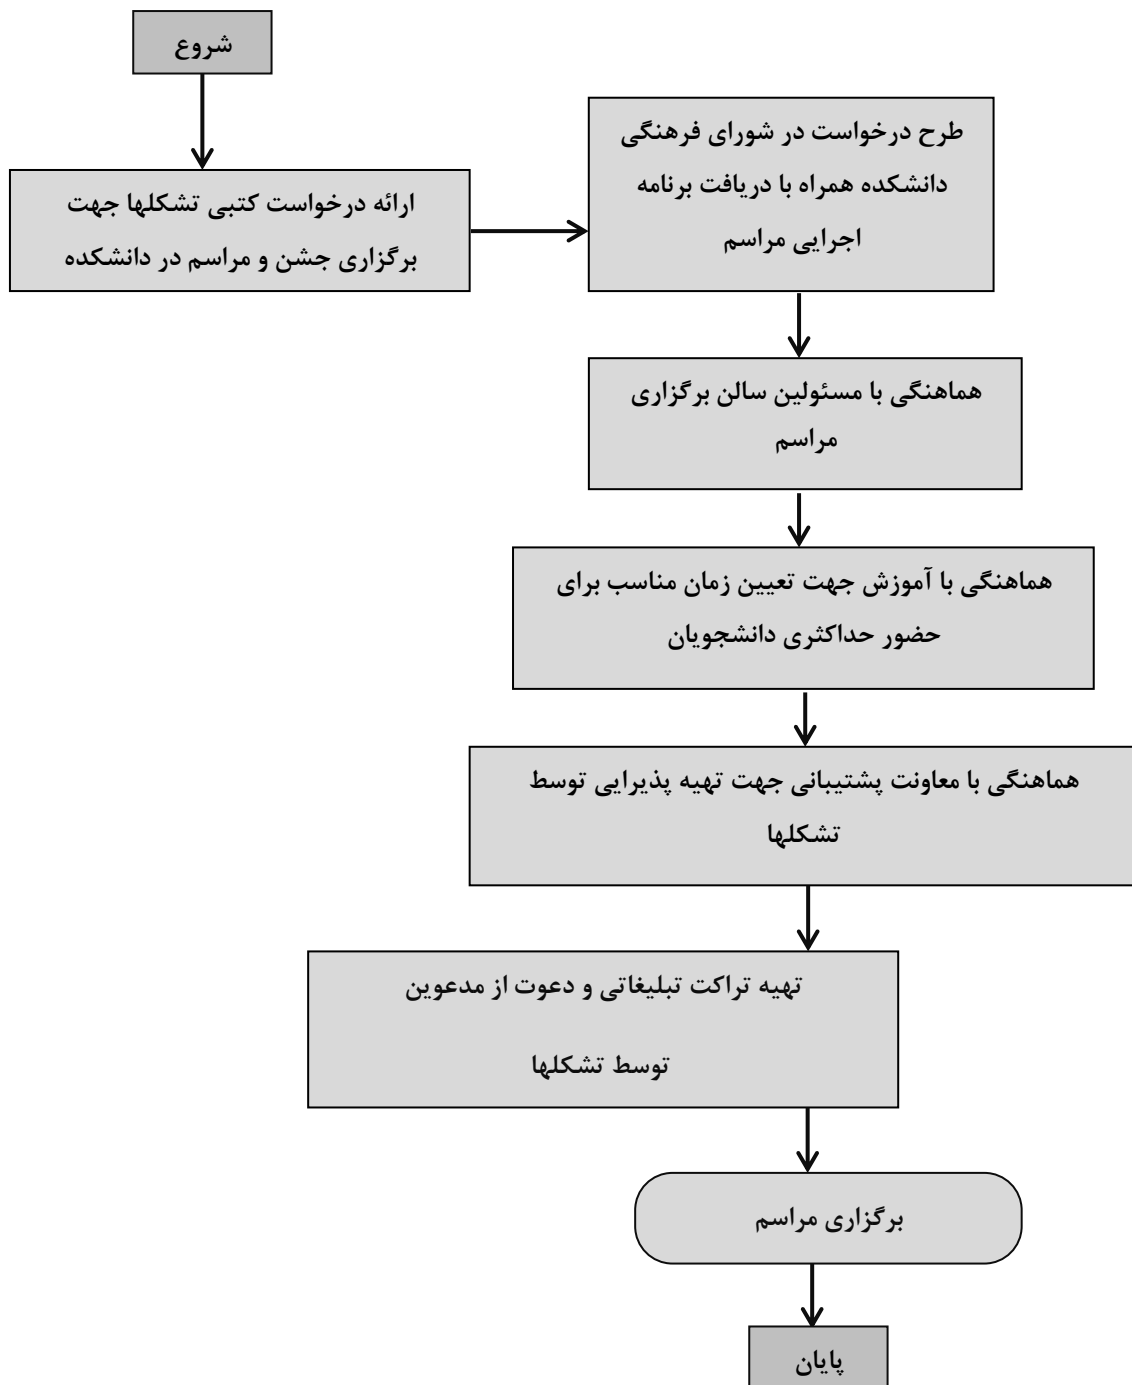 شروع
ارائه درخواست کتبی تشکلها جهت
برگزاری جشن و مراسم در دانشکده
طرح درخواست در شورای فرهنگی
دانشکده همراه با دریافت برنامه
اجرایی مراسم
هماهنگی با مسئولین سالن برگزاری
مراسم
هماهنگی با آموزش جهت تعیین زمان مناسب برای
حضور حداکثری دانشجویان
هماهنگی با معاونت پشتیبانی جهت تهیه پذیرایی توسط
تشکلها
تهیه تراکت تبلیغاتی و دعوت از مدعوین
توسط تشکلها
برگزاری مراسم
پایان